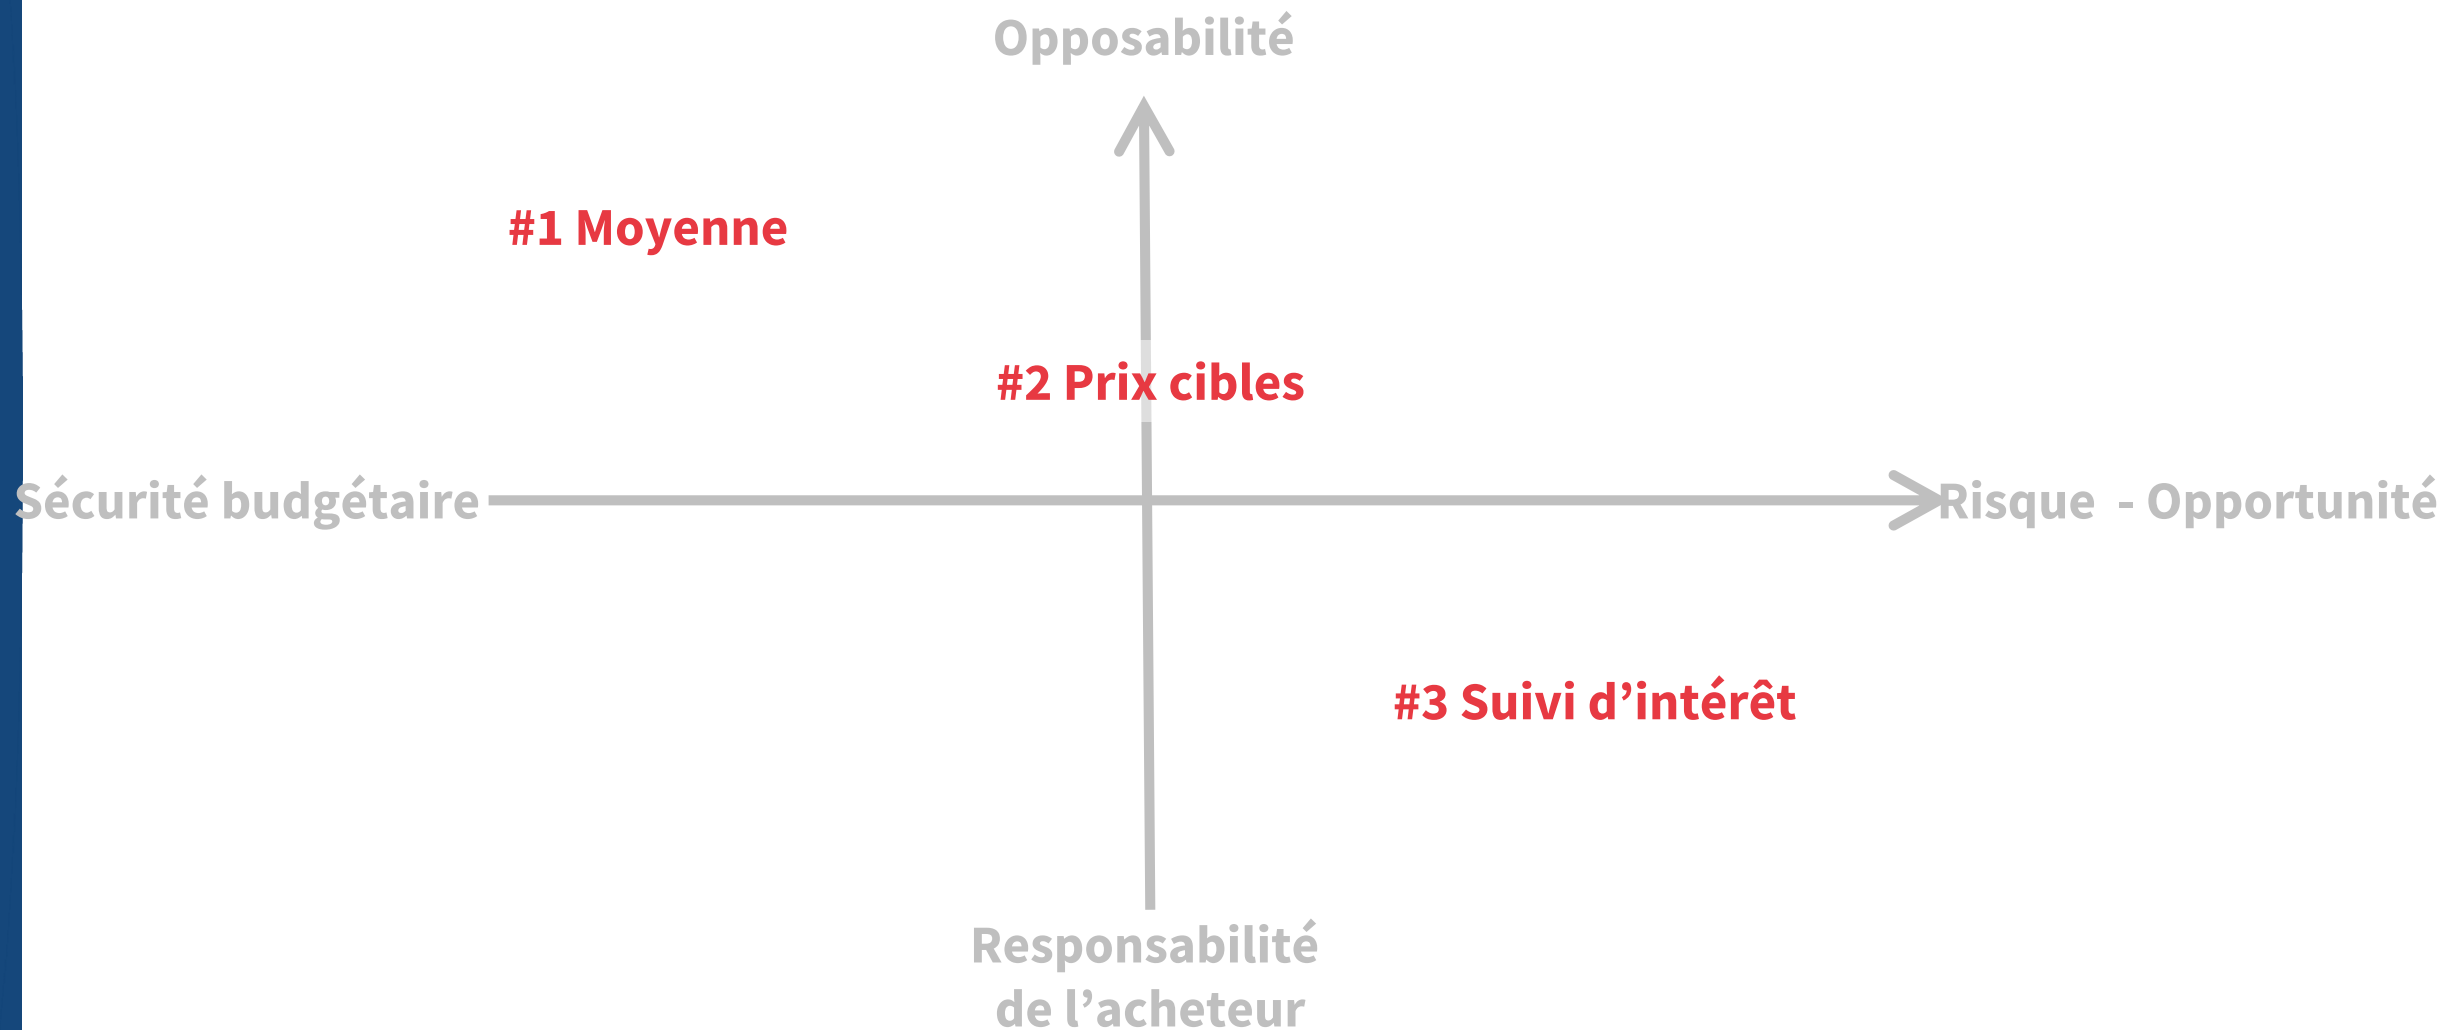 Opposabilité
#1 Moyenne
#2 Prix cibles
Sécurité budgétaire
Risque - Opportunité
#3 Suivi d’intérêt
Responsabilité
de l’acheteur